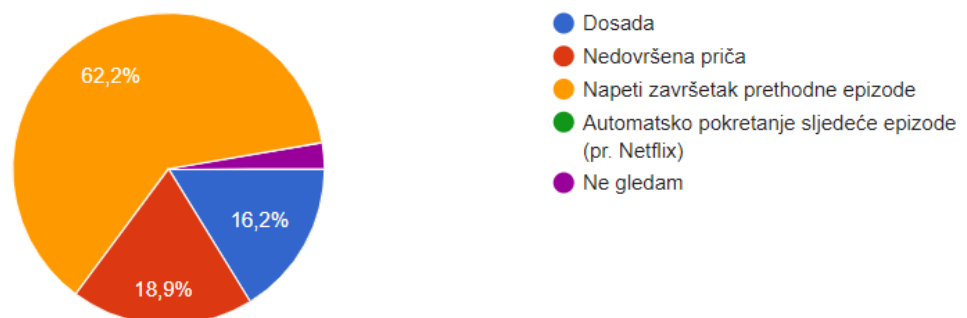 62,2%
16,2%
18,9%
Dosada
Nedovršena priča
Napeti završetak prethodne epizode
Automatsko pokretanje sljedeće epizode
(pr. Netflix)
Ne gledam